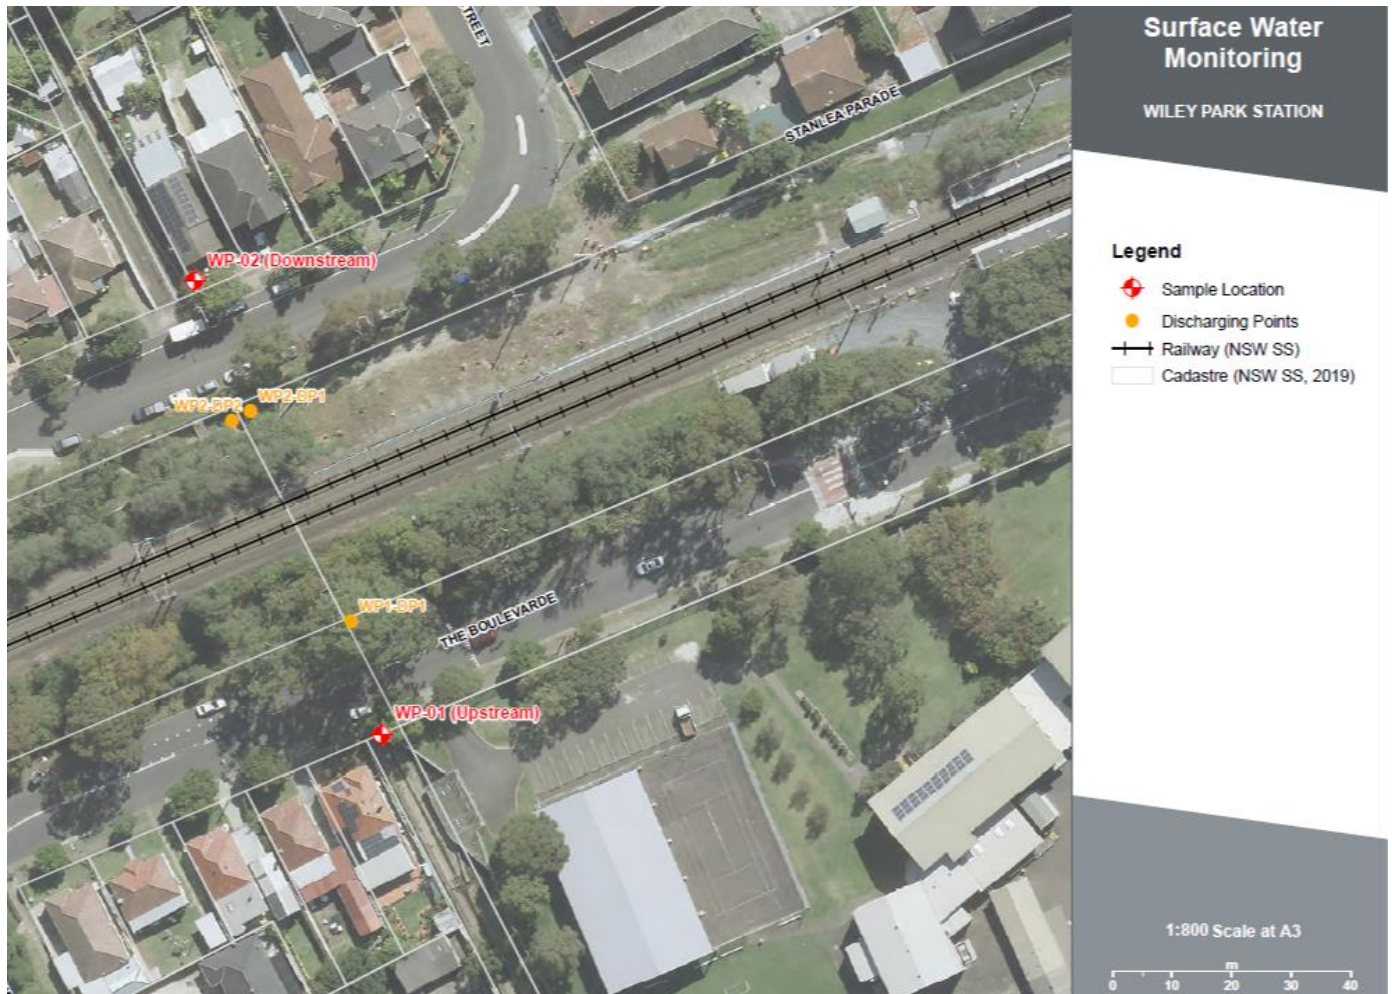 STREET
STANLEA PARADE
WP-02 (Downstream)
WP2-DP2
WP2-DP1
WP1-DP1
THE BOULEVARDE
WP-01 (Upstream)
Surface Water
Monitoring
WILEY PARK STATION
Legend
Sample Location
Discharging Points
Railway (NSW SS)
Cadastre (NSW SS, 2019)
1:800 Scale at A3
m
0 10 20 30 40